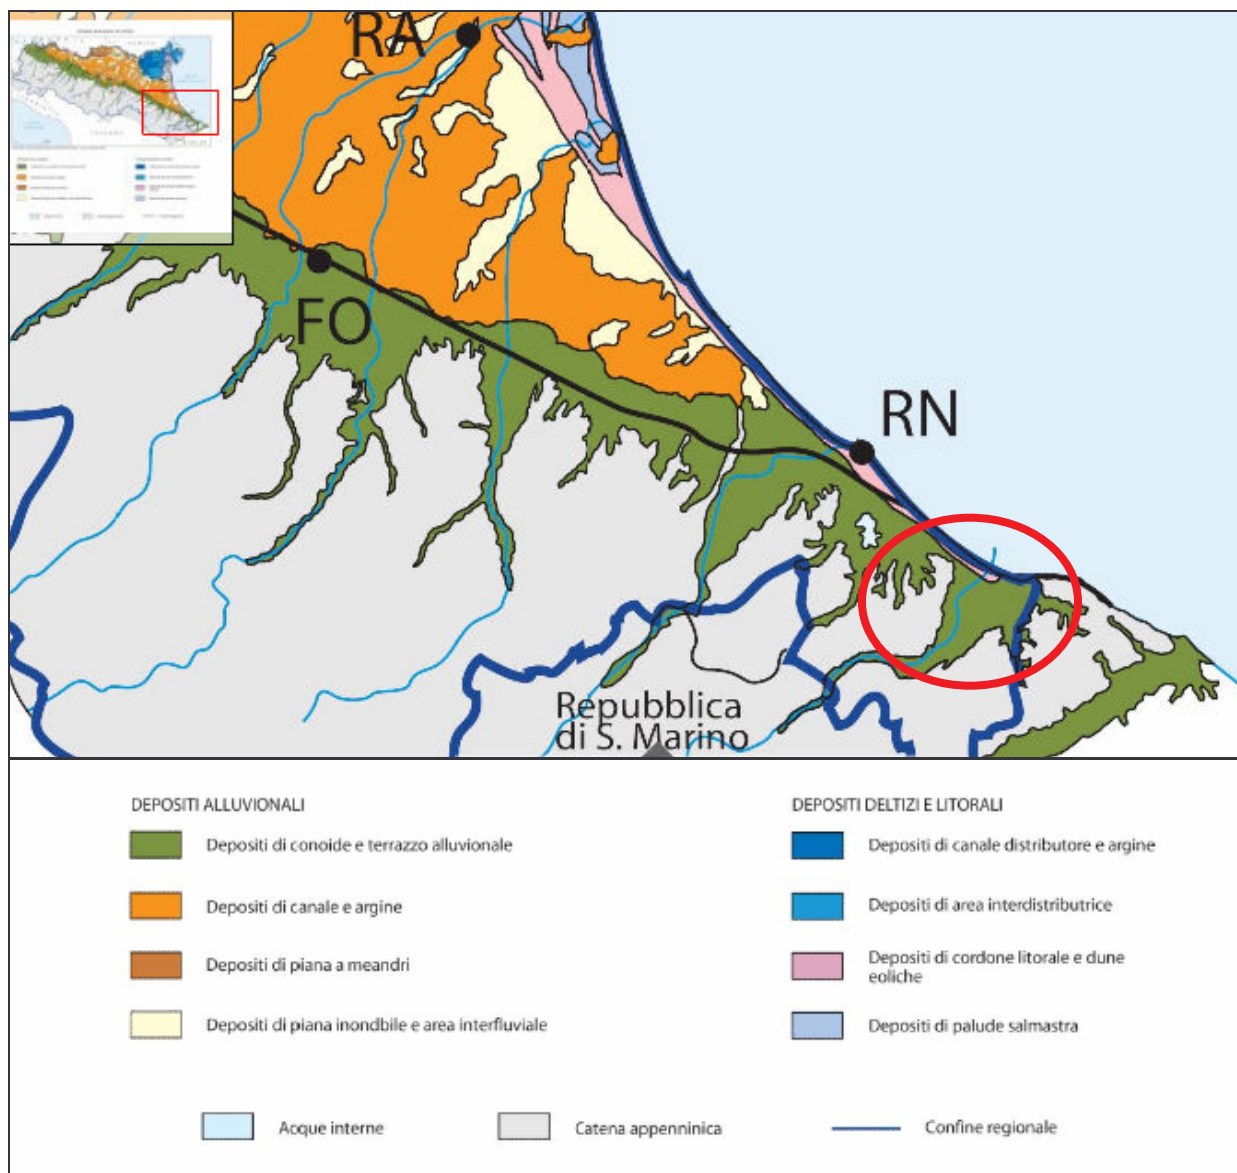 RA
FO
RN
Repubblica
di S. Marino
DEPOSITI ALLUVIONALI
Depositi di conoide e terrazzo alluvionale
Depositi di canale e argine
Depositi di piana a meandri
Depositi di piana inondbile e area interfluviale
DEPOSITI DELTIZI E LITORALI
Depositi di canale distributore e argine
Depositi di area interdistributrice
Depositi di cordone litorale e dune
eoliche
Depositi di palude salmastra
Acque interne
Catena appenninica
Confine regionale